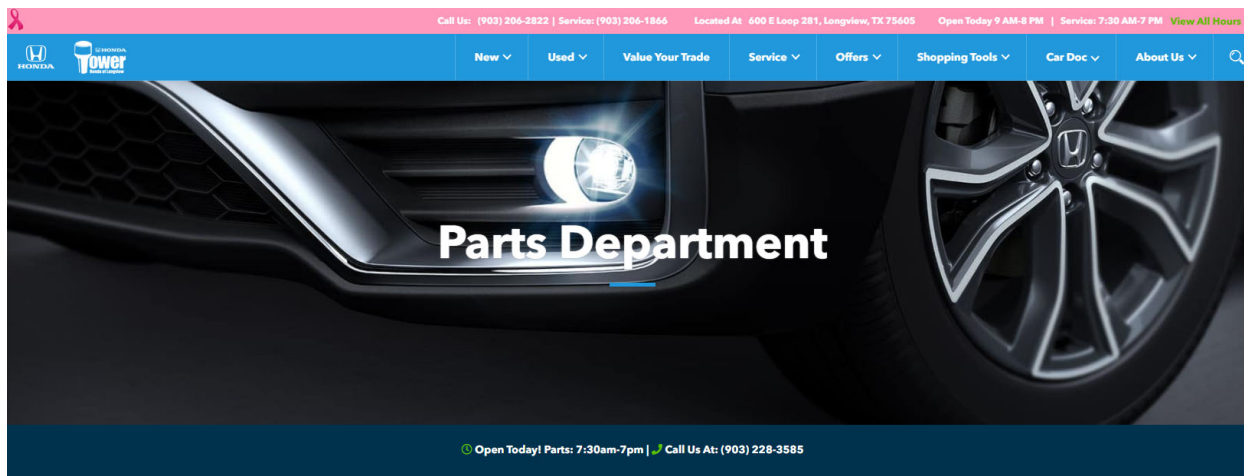 Call Us: (903) 206-2822 | Service: (903) 206-1866 Located At 600 E Loop 281, Longview, TX 75605 Open Today 9 AM-8 PM | Service: 7:30 AM-7 PM View All Hours
HONDA
HONDA
Tower
Honda of Longview
New Used Value Your Trade Service Offers Shopping Tools Car Doc About Us
Parts Department
Open Today! Parts: 7:30am-7pm | Call Us At: (903) 228-3585